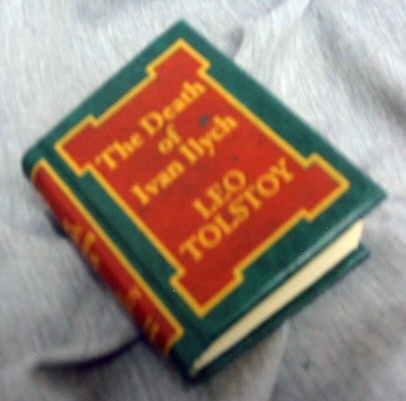 The Death
of
Ivan Ilych
LEO
TOLSTOY